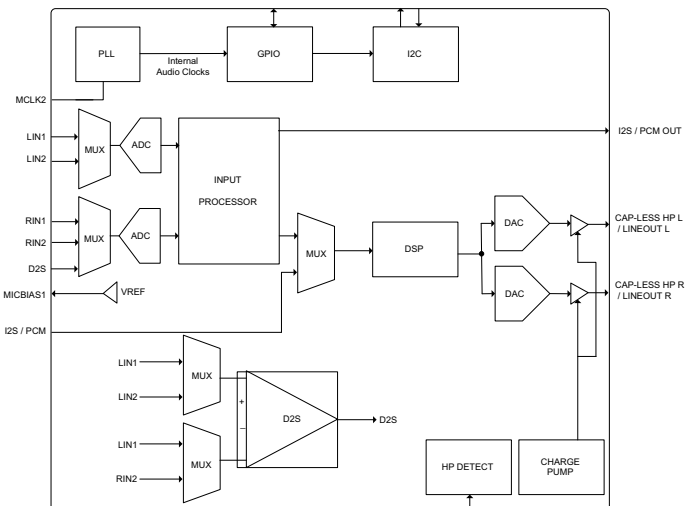 PLL
Internal
Audio Clocks
GPIO
I2C
MCLK2
LIN1
LIN2
MUX
ADC
INPUT
PROCESSOR
I2S / PCM OUT
RIN1
RIN2
D2S
MUX
ADC
MUX
DSP
DAC
CAP-LESS HP L
/ LINEOUT L
DAC
CAP-LESS HP R
/ LINEOUT R
MICBIAS1
VREF
I2S / PCM
LIN1
LIN2
MUX
+
–
D2S
D2S
LIN1
RIN2
MUX
HP DETECT
CHARGE
PUMP